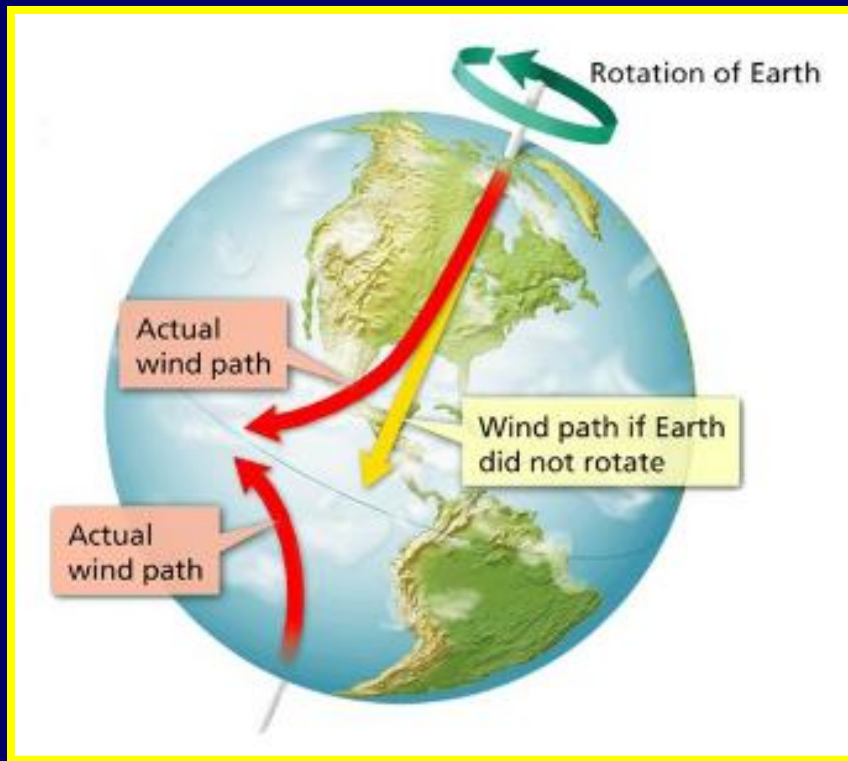 Rotation of Earth
Actual
wind path
Wind path if Earth
did not rotate
Actual
wind path